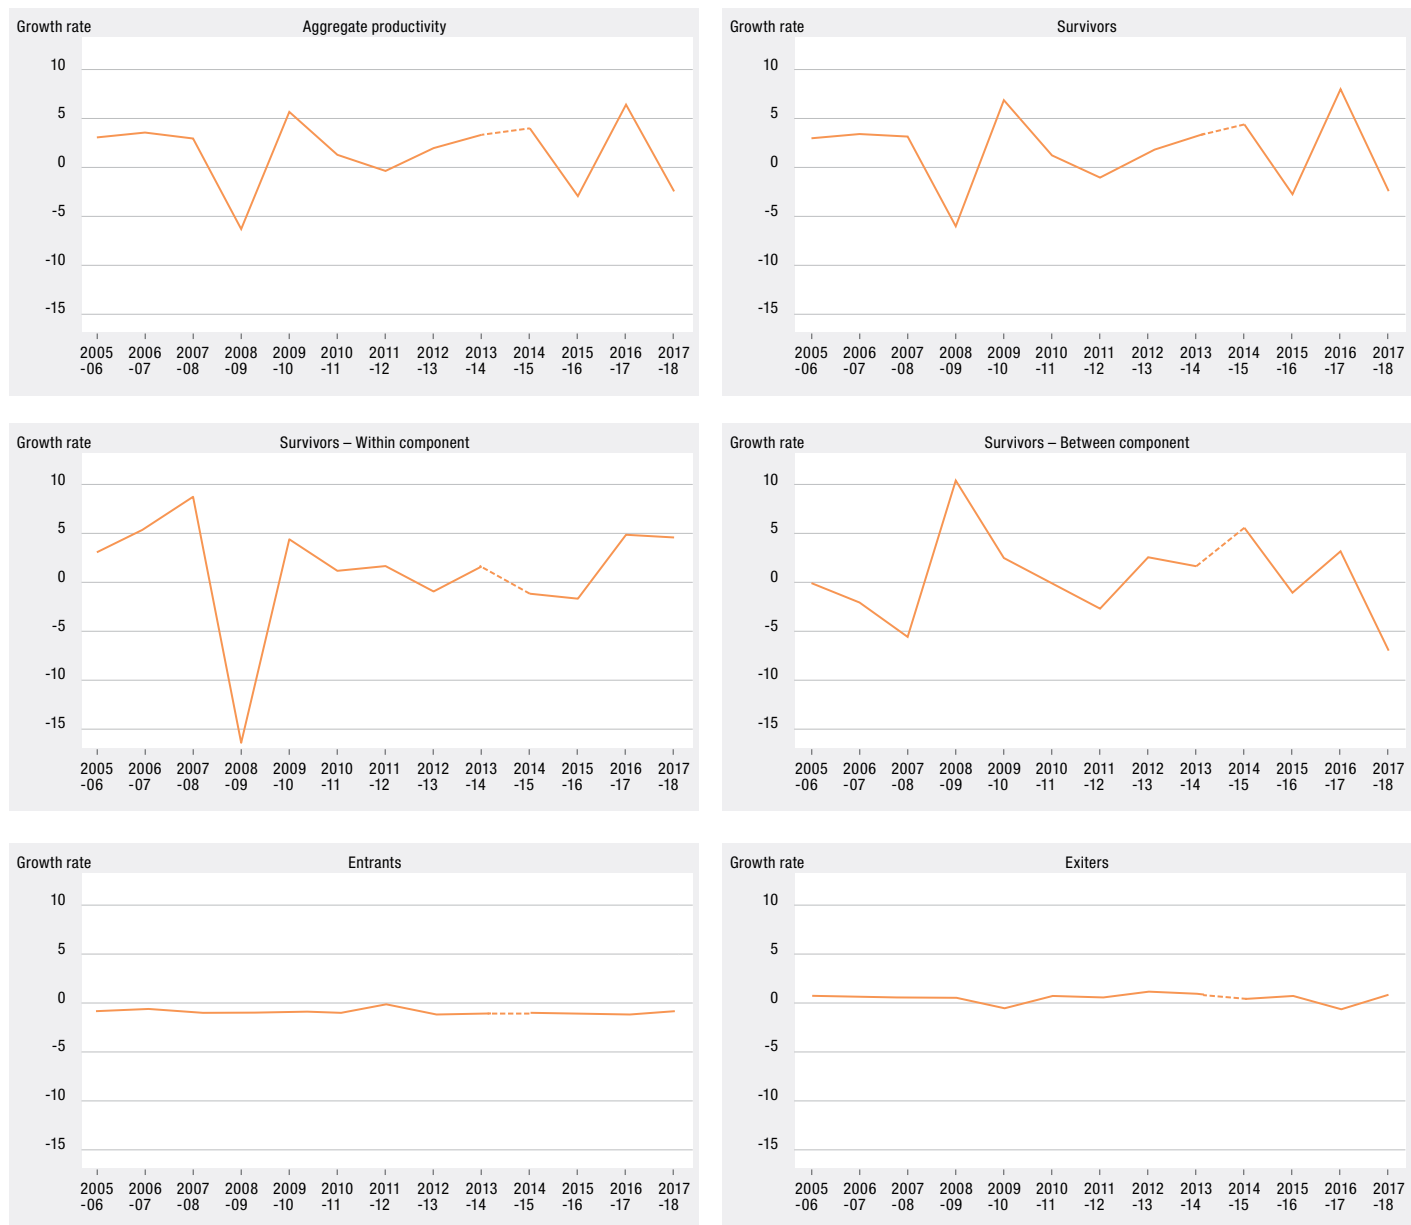 Growth rate
Aggregate productivity
10
5
0
-5
-10
-15
2005 2006 2007 2008 2009 2010 2011 2012 2013 2014 2015 2016 2017
-06 -07 -08 -09 -10 -11 -12 -13 -14 -15 -16 -17 -18
Growth rate
Survivors
10
5
0
-5
-10
-15
2005 2006 2007 2008 2009 2010 2011 2012 2013 2014 2015 2016 2017
-06 -07 -08 -09 -10 -11 -12 -13 -14 -15 -16 -17 -18
Growth rate
Survivors – Within component
10
5
0
-5
-10
-15
2005 2006 2007 2008 2009 2010 2011 2012 2013 2014 2015 2016 2017
-06 -07 -08 -09 -10 -11 -12 -13 -14 -15 -16 -17 -18
Growth rate
Survivors – Between component
10
5
0
-5
-10
-15
2005 2006 2007 2008 2009 2010 2011 2012 2013 2014 2015 2016 2017
-06 -07 -08 -09 -10 -11 -12 -13 -14 -15 -16 -17 -18
Growth rate
Entrants
10
5
0
-5
-10
-15
2005 2006 2007 2008 2009 2010 2011 2012 2013 2014 2015 2016 2017
-06 -07 -08 -09 -10 -11 -12 -13 -14 -15 -16 -17 -18
Growth rate
Exiters
10
5
0
-5
-10
-15
2005 2006 2007 2008 2009 2010 2011 2012 2013 2014 2015 2016 2017
-06 -07 -08 -09 -10 -11 -12 -13 -14 -15 -16 -17 -18